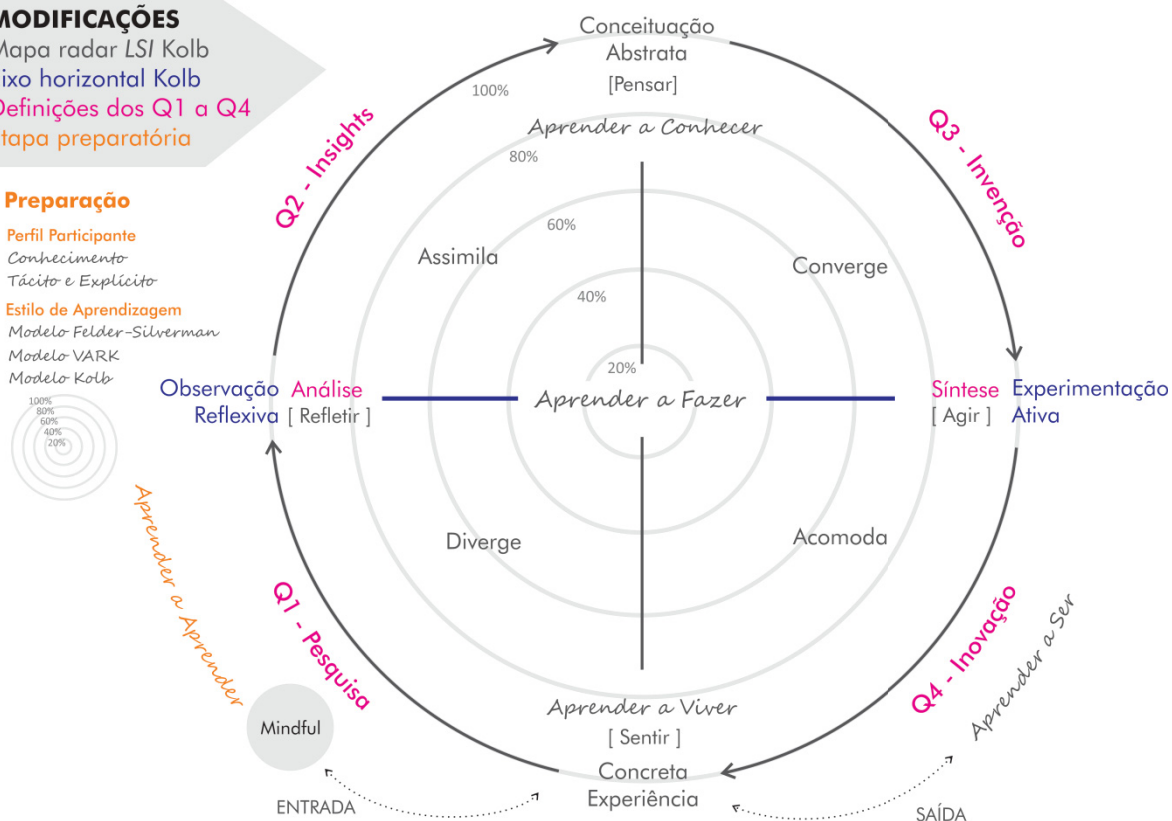 MODIFICAÇÕES
Mapa radar LSI Kolb
ixo horizontal Kolb
Definições dos Q1 a Q4
tapa preparatória
Preparação
Perfil Participante
Conhecimento
Tácito e Explícito
Estilo de Aprendizagem
Modelo Felder-Silverman
Modelo VARK
Modelo Kolb
100%
80%
60%
40%
20%
Aprender a Aprender
Mindful
ENTRADA
Conceituação
Abstrata
[Pensar]
Aprender a Conhecer
100%
80%
60%
40%
20%
Q2 - Insights
Q3 - Invenção
Assimila
Converge
Observação
Reflexiva
Análise
[ Refletir ]
Aprender a Fazer
Síntese
[ Agir ]
Experimentação
Ativa
Diverge
Acomoda
Q1 - Pesquisa
Q4 - Inovação
Aprender a Ser
Aprender a Viver
[ Sentir ]
Concreta
Experiência
SAÍDA